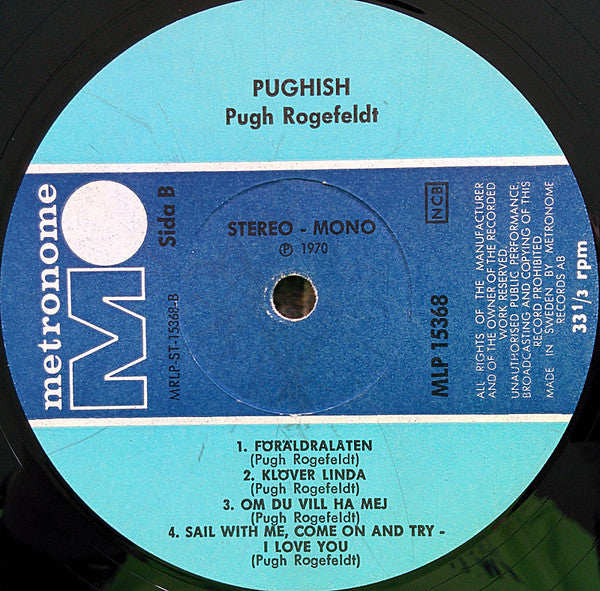 PUGHISH
Pugh Rogefeldt
metronome
Sida B
MRLP-ST-15368-B
STEREO - MONO
Ⓟ 1970
NCB
MLP 15368
ALL RIGHTS OF THE MANUFACTURER
AND OF THE OWNER OF THE RECORDED
WORK RESERVED.
UNAUTHORISED PUBLIC PERFORMANCE,
BROADCASTING AND COPYING OF THIS
RECORD PROHIBITED.
MADE IN SWEDEN BY METRONOME
RECORDS AB
33 1/3 rpm
1. FÖRÄLDRALATEN
(Pugh Rogefeldt)
2. KLÖVER LINDA
(Pugh Rogefeldt)
3. OM DU VILL HA MEJ
(Pugh Rogefeldt)
4. SAIL WITH ME, COME ON AND TRY -
I LOVE YOU
(Pugh Rogefeldt)